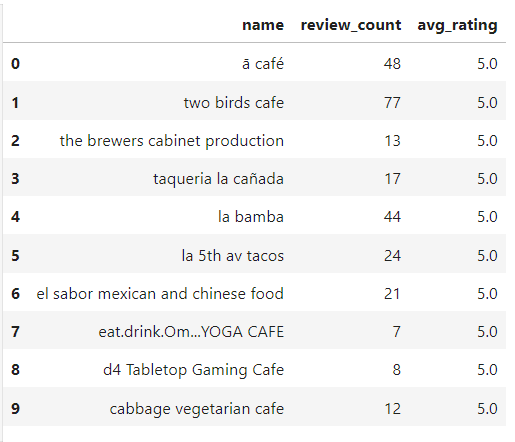 name review_count avg_rating
0 ā café 48 5.0
1 two birds cafe 77 5.0
2 the brewers cabinet production 13 5.0
3 taqueria la cañada 17 5.0
4 la bamba 44 5.0
5 la 5th av tacos 24 5.0
6 el sabor mexican and chinese food 21 5.0
7 eat.drink.Om...YOGA CAFE 7 5.0
8 d4 Tabletop Gaming Cafe 8 5.0
9 cabbage vegetarian cafe 12 5.0